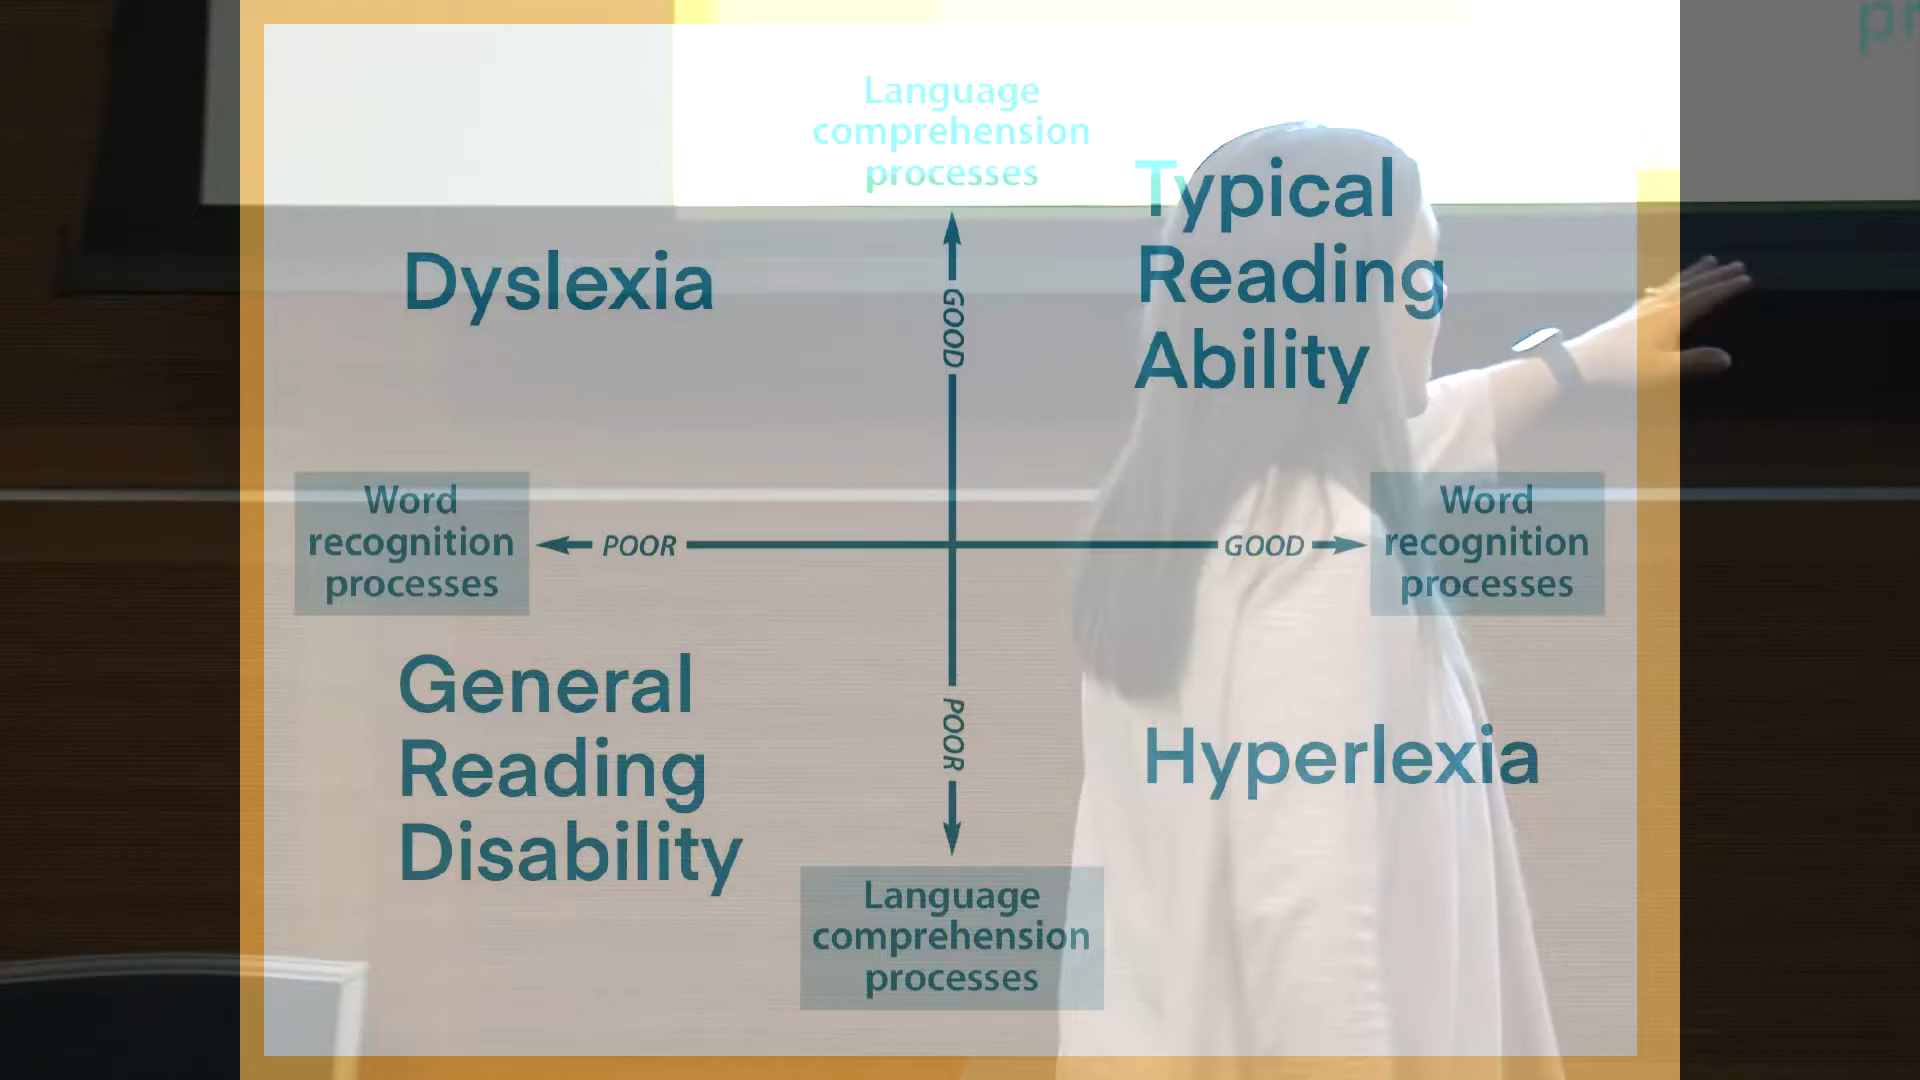 Language
comprehension
processes
Typical
Reading
Ability
Dyslexia
GOOD
Word
recognition
processes
POOR
GOOD
Word
recognition
processes
General
Reading
Disability
POOR
Hyperlexia
Language
comprehension
processes